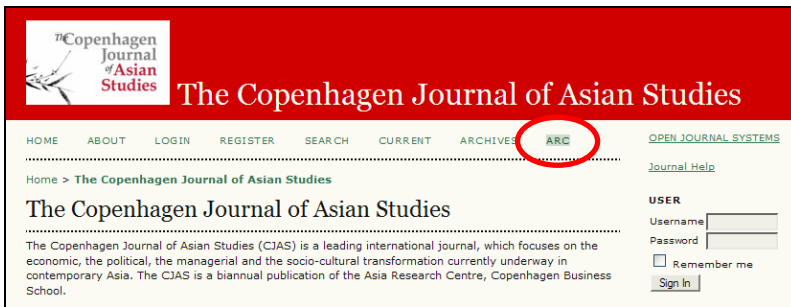 The Copenhagen
Journal
of Asian
Studies
The Copenhagen Journal of Asian Studies
HOME ABOUT LOGIN REGISTER SEARCH CURRENT ARCHIVES ARC
OPEN JOURNAL SYSTEMS
Journal Help
Home > The Copenhagen Journal of Asian Studies
The Copenhagen Journal of Asian Studies
The Copenhagen Journal of Asian Studies (CJAS) is a leading international journal, which focuses on the
economic, the political, the managerial and the socio-cultural transformation currently underway in
contemporary Asia. The CJAS is a biannual publication of the Asia Research Centre, Copenhagen Business
School.
USER
Username
Password
Remember me
Sign In